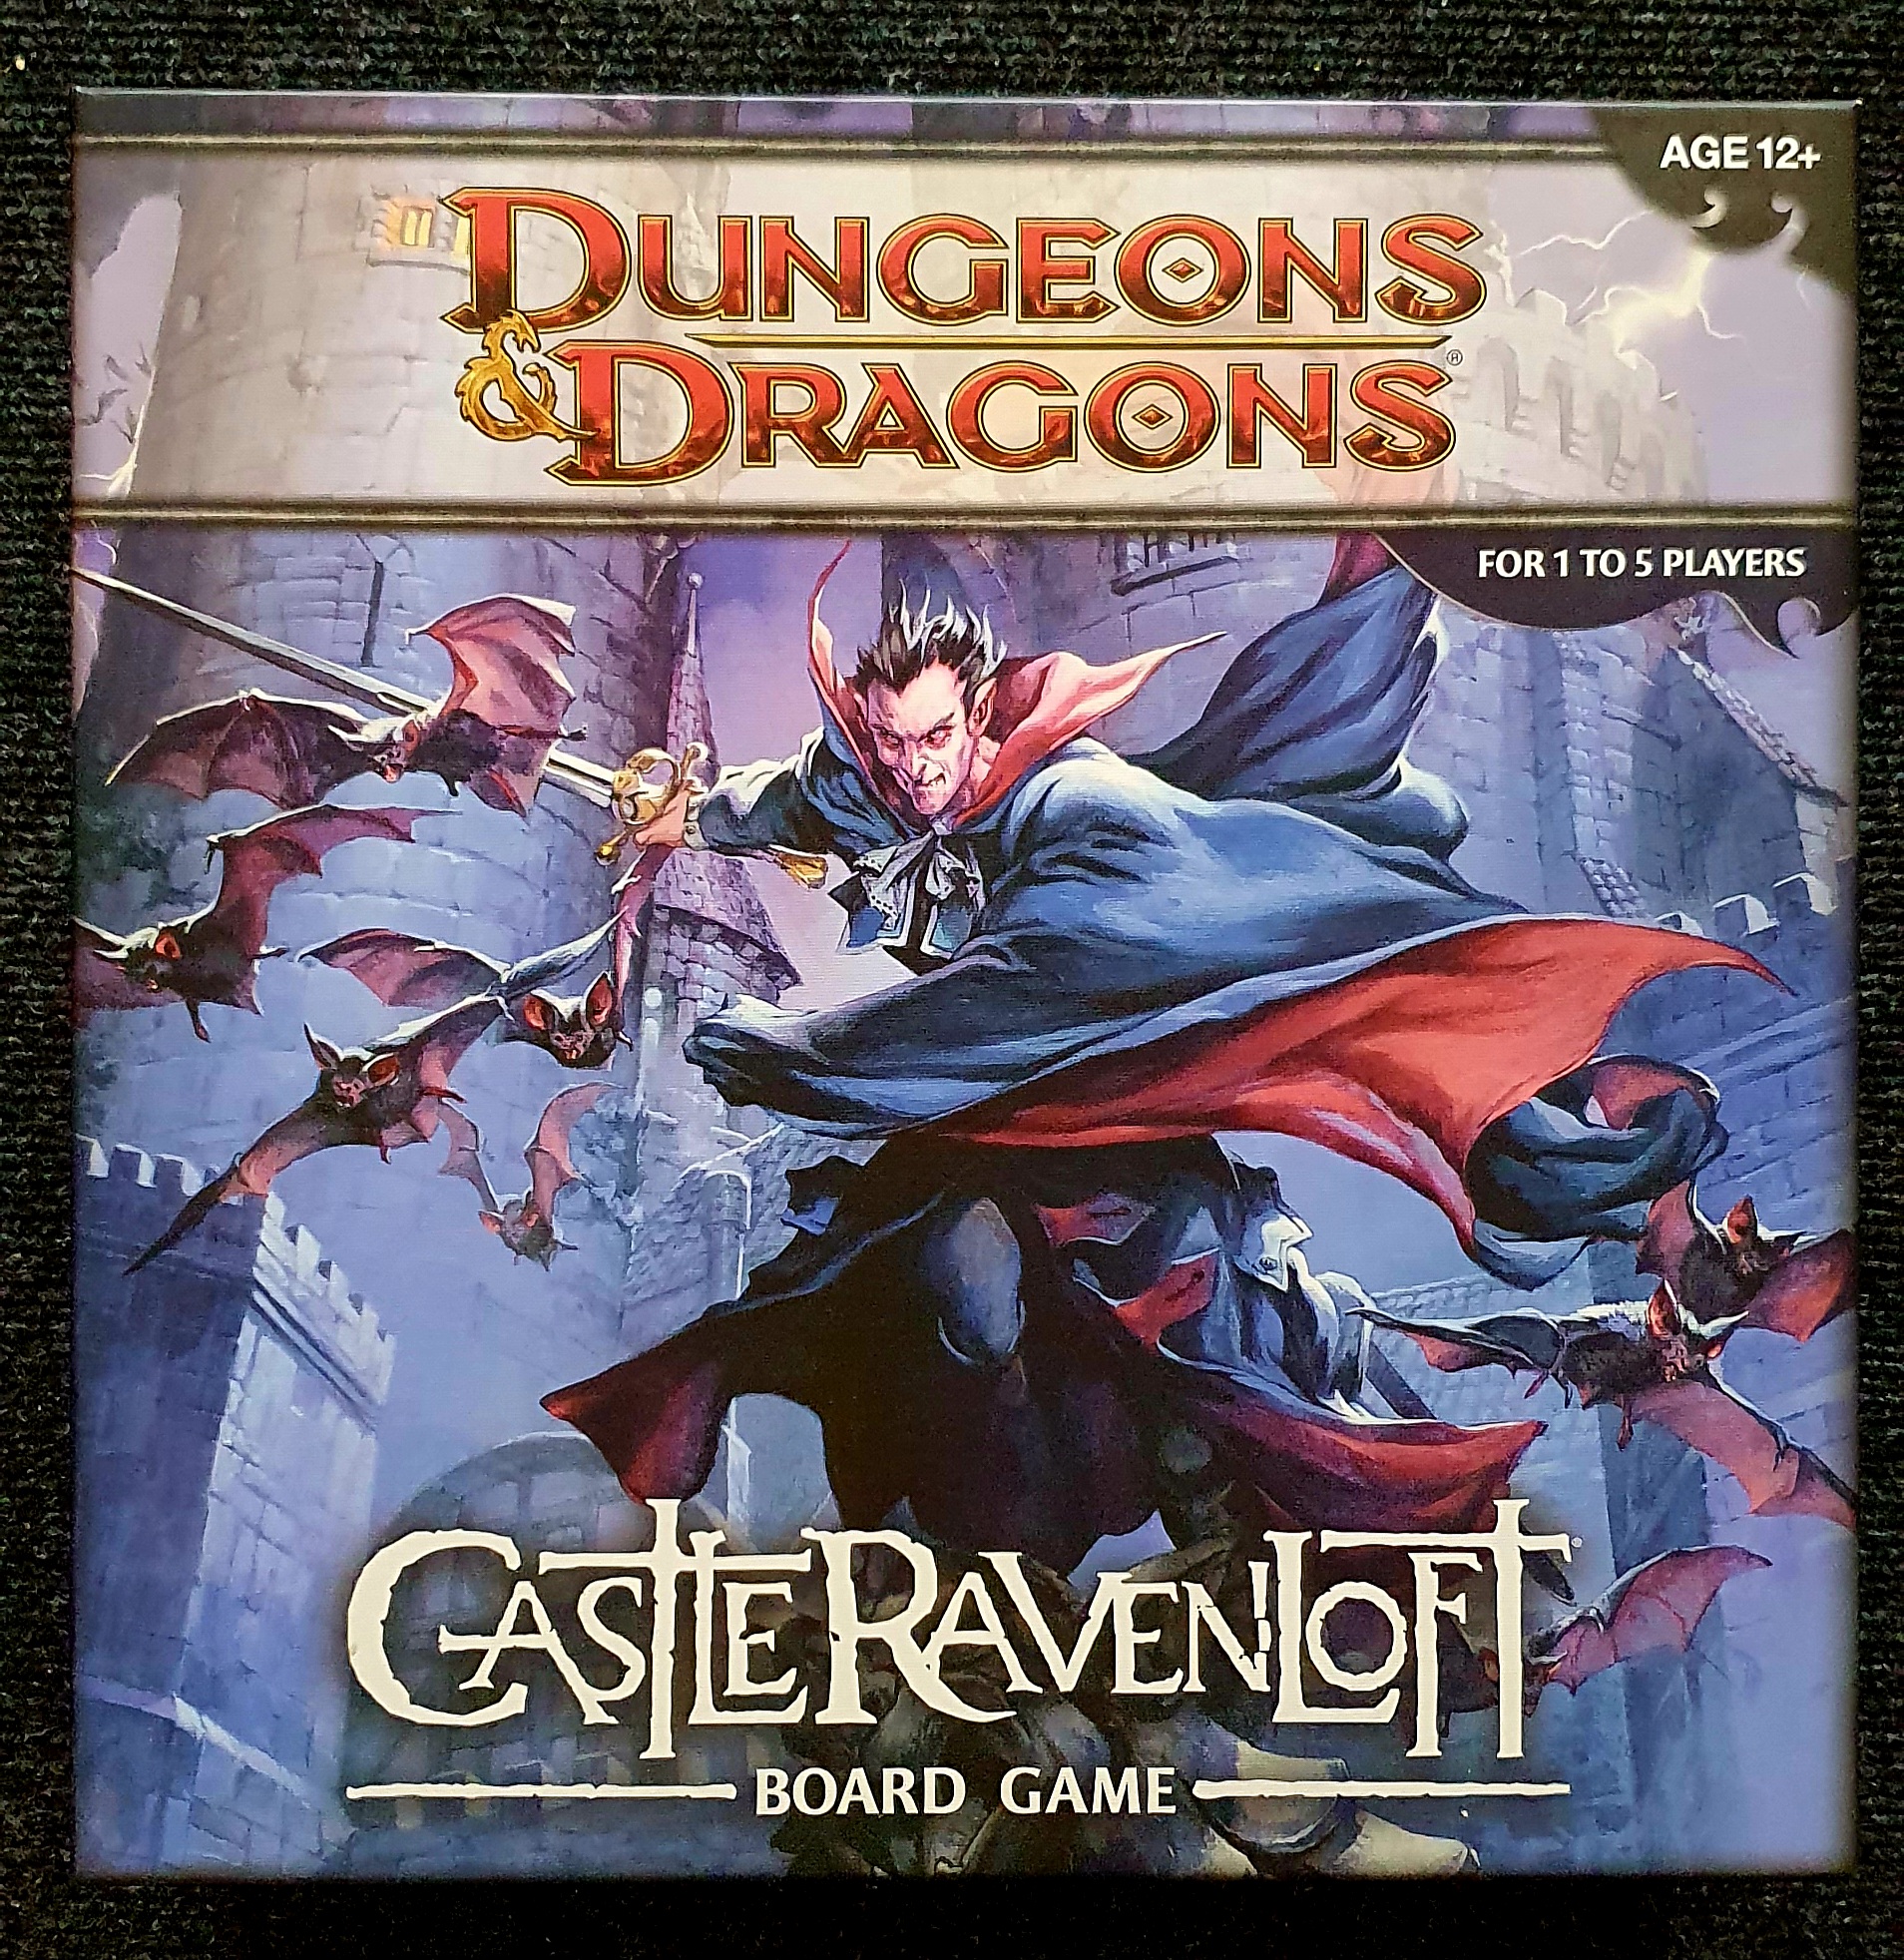 AGE 12+
DUNGEONS
& DRAGONS®
FOR 1 TO 5 PLAYERS
CASTLE RAVENLOFT
BOARD GAME